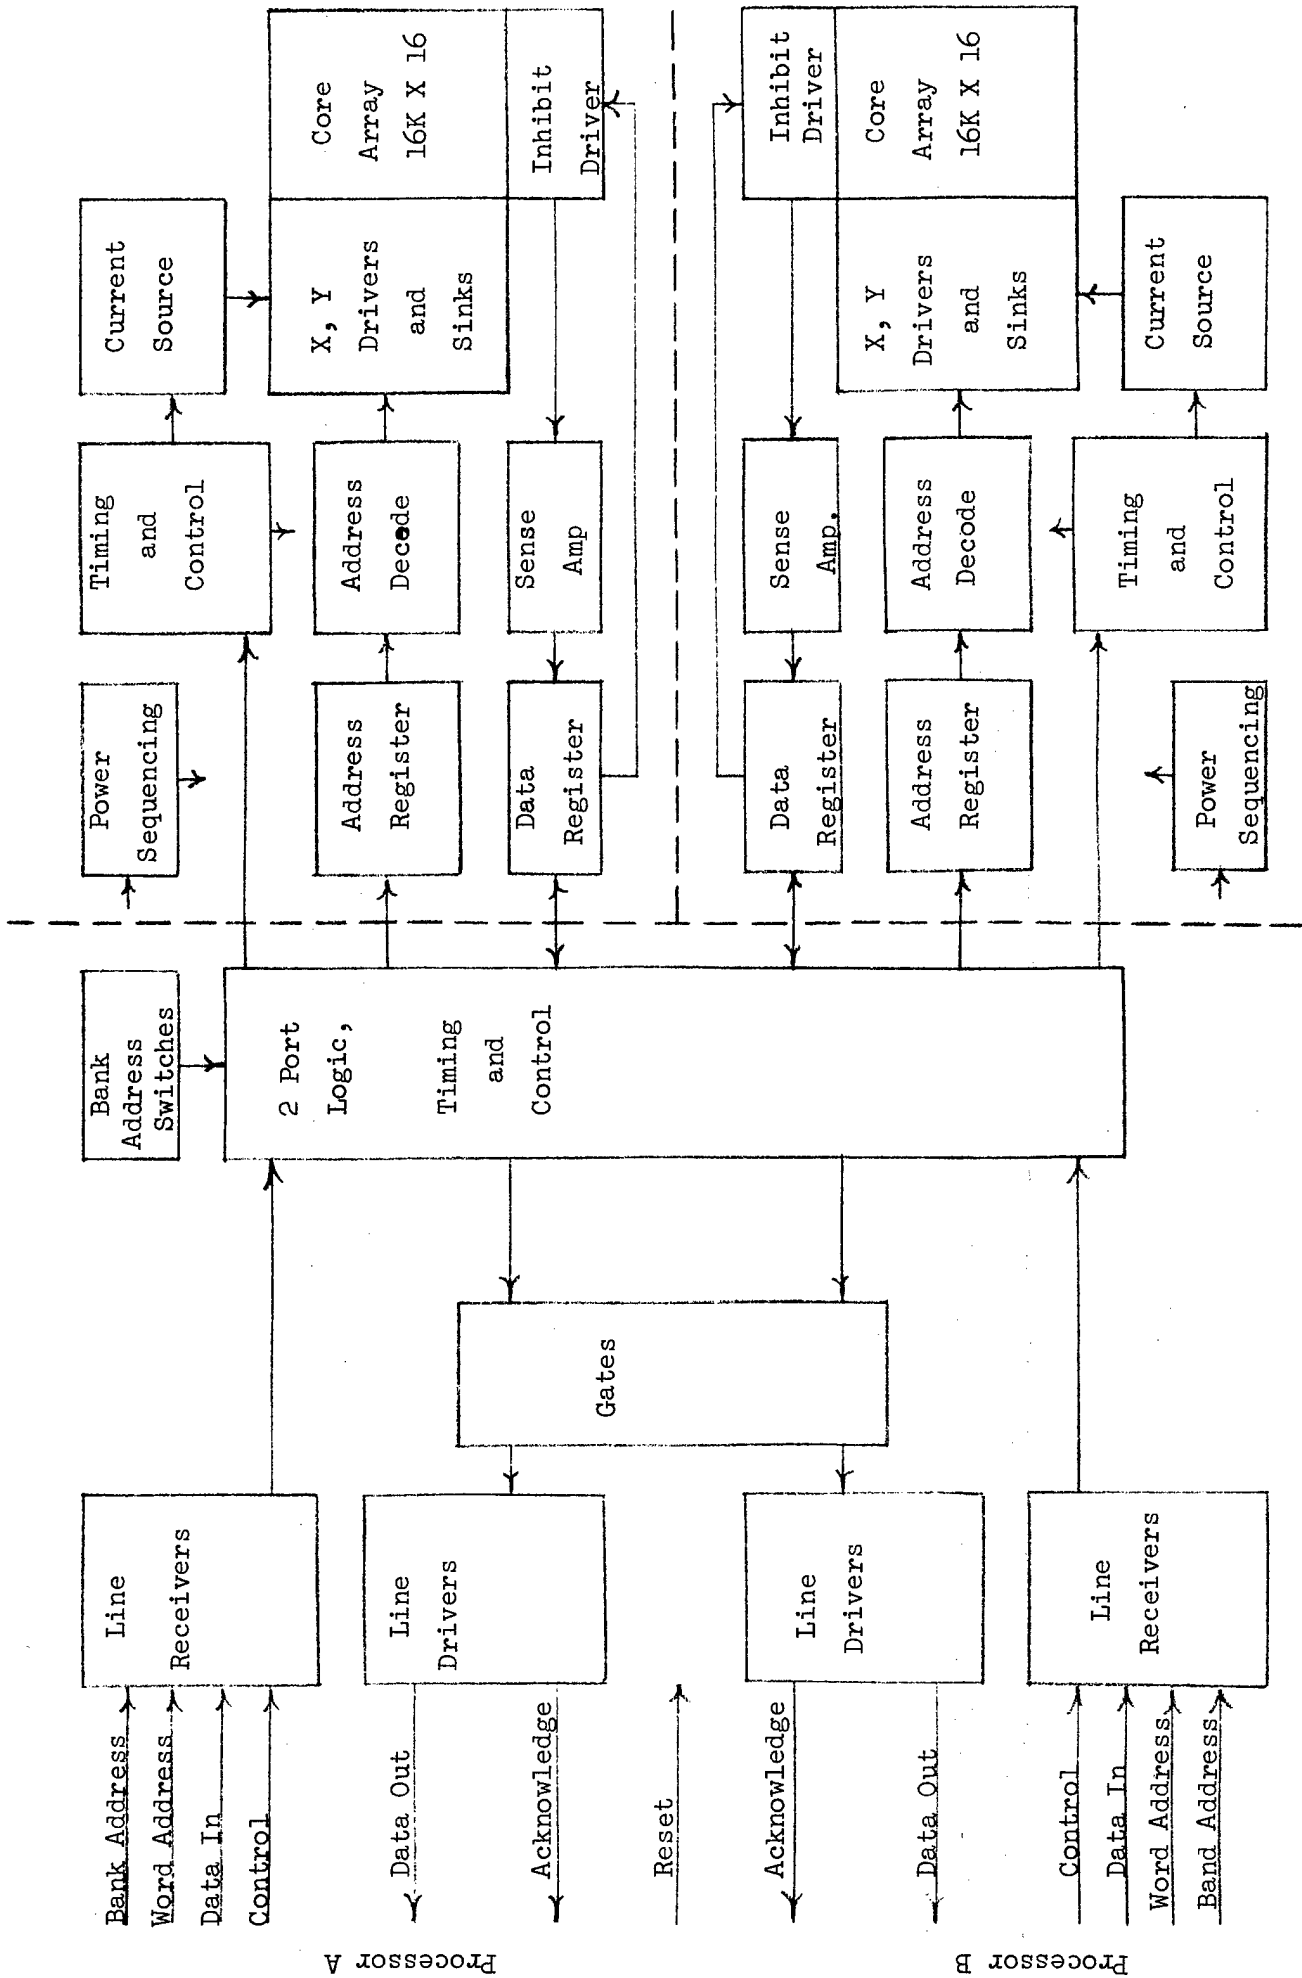 Processor A
Bank Address
Word Address
Data In
Control
Data Out
Acknowledge
Reset
Processor B
Acknowledge
Data Out
Control
Data In
Word Address
Band Address
Line
Receivers
Line
Drivers
Line
Drivers
Line
Receivers
Gates
Bank
Address
Switches
2 Port
Logic,
Timing
and
Control
Power
Sequencing
Address
Register
Data
Register
Data
Register
Address
Register
Power
Sequencing
Timing
and
Control
Address
Decode
Sense
Amp
Sense
Amp.
Address
Decode
Timing
and
Control
Current
Source
X, Y
Drivers
and
Sinks
Core
Array
16K X 16
Inhibit
Driver
Inhibit
Driver
X, Y
Drivers
and
Sinks
Core
Array
16K X 16
Current
Source